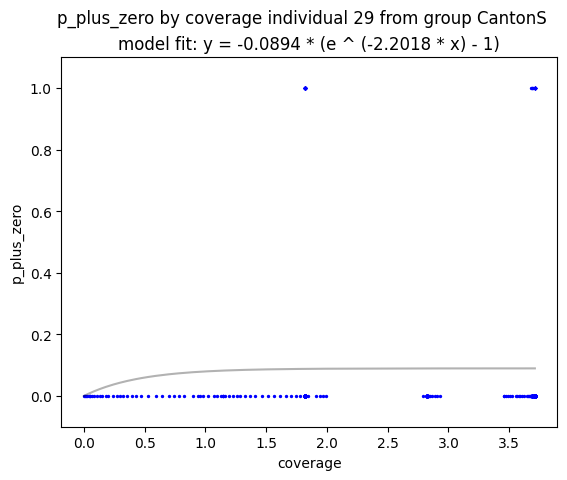 p_plus_zero by coverage individual 29 from group CantonS
model fit: y = -0.0894 * (e ^ (-2.2018 * x) - 1)
1.0
0.8
0.6
0.4
0.2
0.0
p_plus_zero
0.0 0.5 1.0 1.5 2.0 2.5 3.0 3.5
coverage